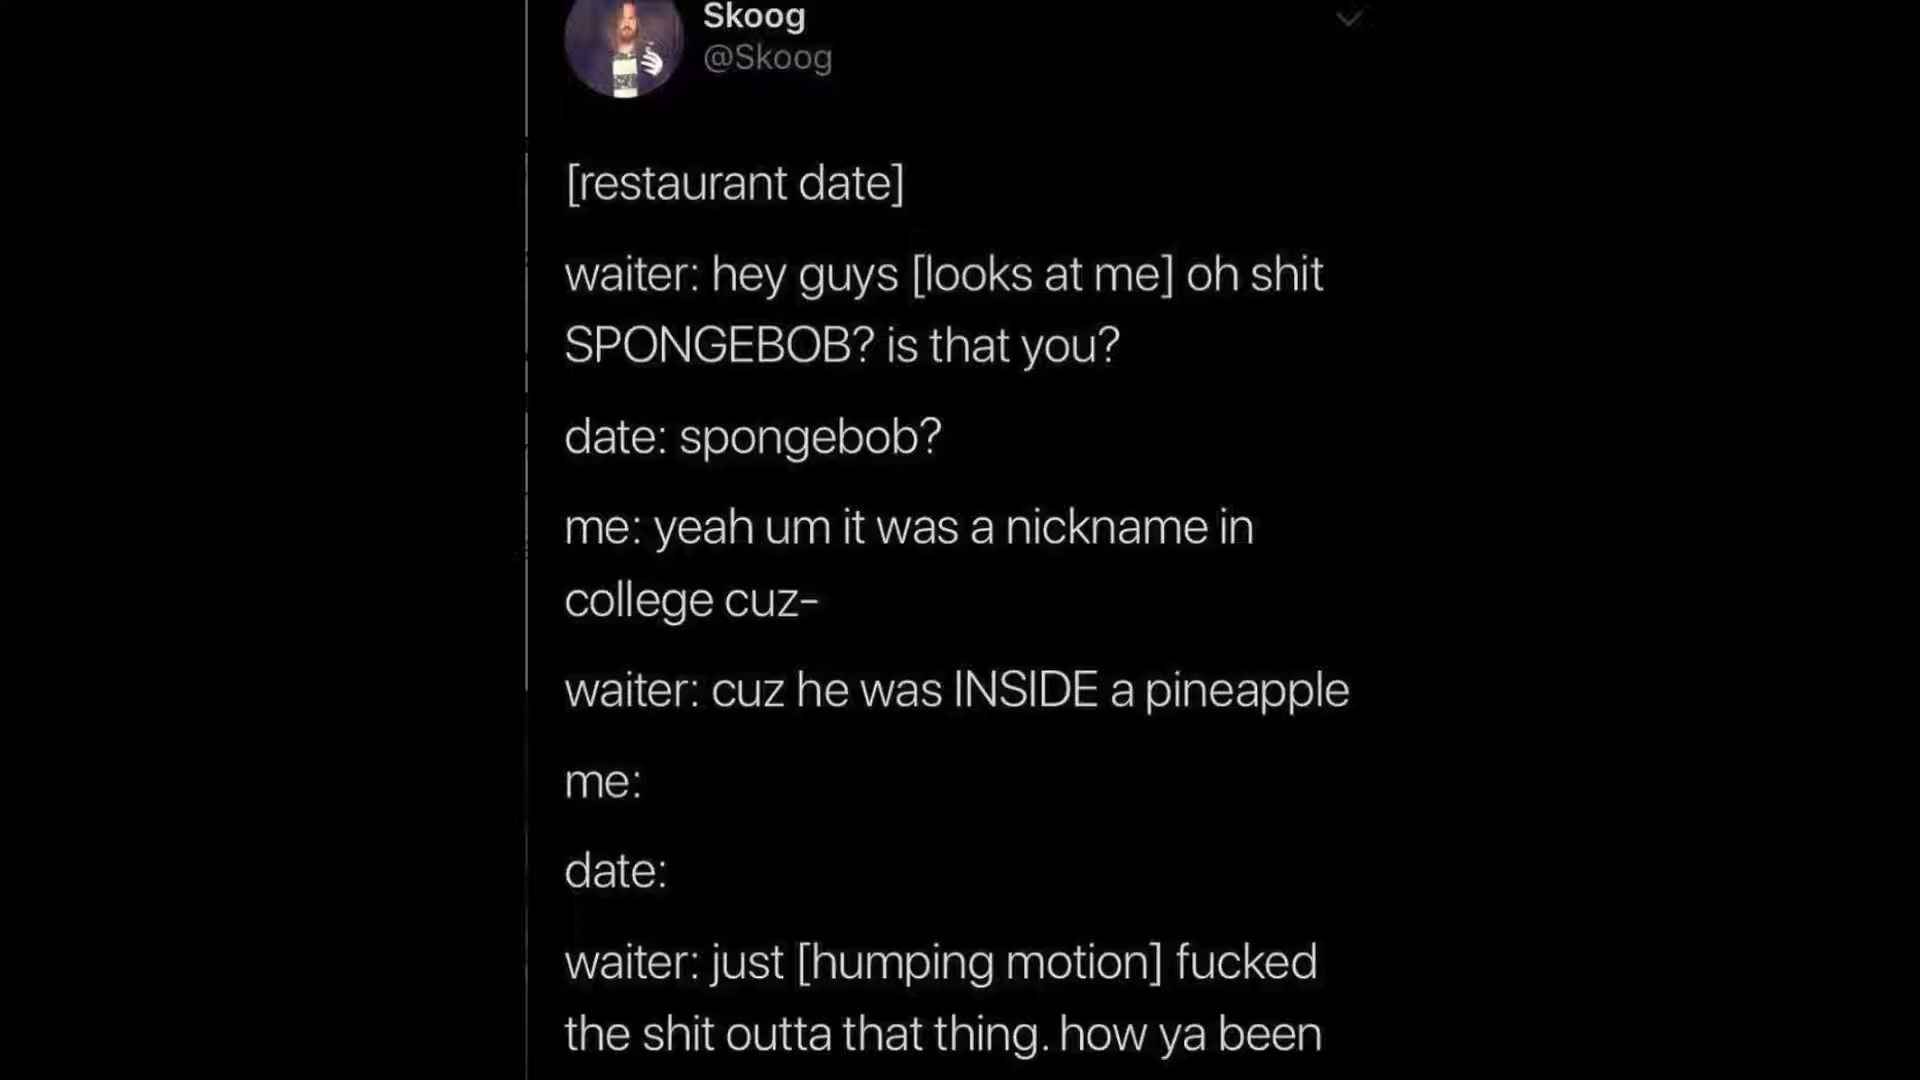 Skoog
@Skoog
[restaurant date]
waiter: hey guys [looks at me] oh shit
SPONGEBOB? is that you?
date: spongebob?
me: yeah um it was a nickname in
college cuz-
waiter: cuz he was INSIDE a pineapple
me:
date:
waiter: just [humping motion] fucked
the shit outta that thing. how ya been